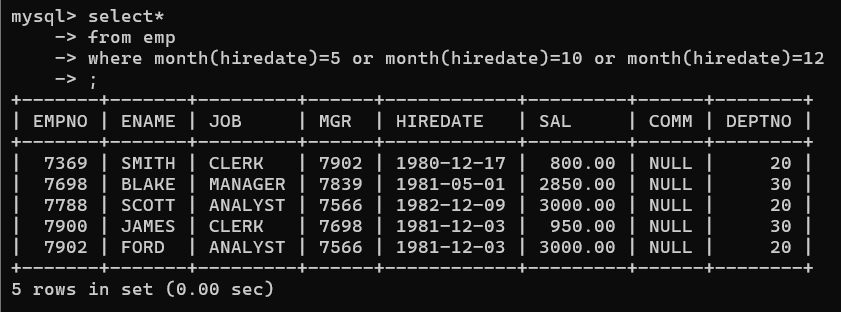 mysql> select*
    -> from emp
    -> where month(hiredate)=5 or month(hiredate)=10 or month(hiredate)=12
    -> ;
+-------+-------+---------+------+------------+---------+------+--------+
| EMPNO | ENAME | JOB     | MGR  | HIREDATE   | SAL     | COMM | DEPTNO |
+-------+-------+---------+------+------------+---------+------+--------+
|  7369 | SMITH | CLERK   | 7902 | 1980-12-17 |  800.00 | NULL |     20 |
|  7698 | BLAKE | MANAGER | 7839 | 1981-05-01 | 2850.00 | NULL |     30 |
|  7788 | SCOTT | ANALYST | 7566 | 1982-12-09 | 3000.00 | NULL |     20 |
|  7900 | JAMES | CLERK   | 7698 | 1981-12-03 |  950.00 | NULL |     30 |
|  7902 | FORD  | ANALYST | 7566 | 1981-12-03 | 3000.00 | NULL |     20 |
+-------+-------+---------+------+------------+---------+------+--------+
5 rows in set (0.00 sec)